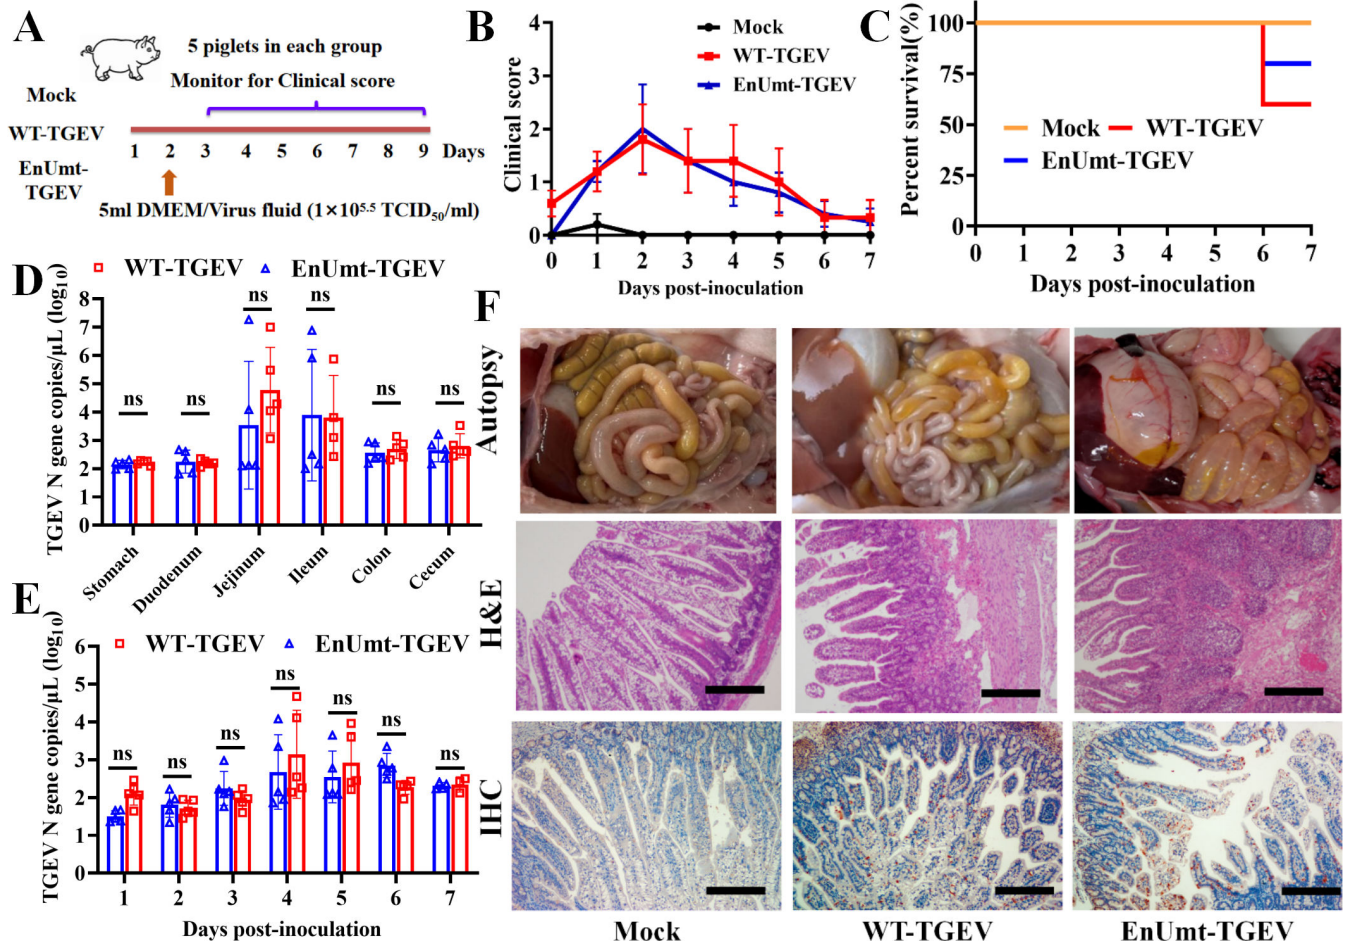 A
5 piglets in each group
Monitor for Clinical score
Mock
WT-TGEV
EnUmt-
TGEV
1 2 3 4 5 6 7 8 9 Days
5ml DMEM/Virus fluid (1×10^5.5 TCID50/ml)
B
Clinical score
4
3
2
1
0
Mock
WT-TGEV
EnUmt-TGEV
0 1 2 3 4 5 6 7
Days post-inoculation
C
Percent survival(%)
100
75
50
25
0
Mock WT-TGEV
EnUmt-TGEV
0 1 2 3 4 5 6 7
Days post-inoculation
D
WT-TGEV EnUmt-TGEV
TGEV N gene copies/μL (log10)
8
7
6
5
4
3
2
1
0
ns ns ns ns ns ns
Stomach Duodenum Jejinum Ileum Colon Cecum
E
WT-TGEV EnUmt-TGEV
TGEV N gene copies/μL (log10)
6
5
4
3
2
1
0
ns ns ns ns ns ns ns
1 2 3 4 5 6 7
Days post-inoculation
F
Autopsy
H&E
IHC
Mock WT-TGEV EnUmt-TGEV